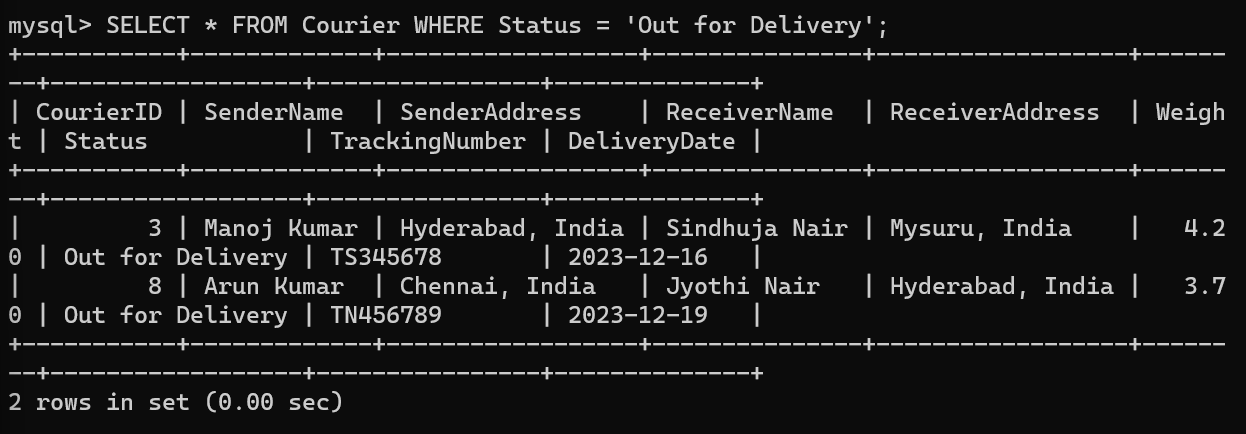 mysql> SELECT * FROM Courier WHERE Status = 'Out for Delivery';
+-----------+-------------+------------------+---------------+------------------+------
--+------------------+----------------+--------------+
| CourierID | SenderName  | SenderAddress    | ReceiverName  | ReceiverAddress  | Weigh
t | Status           | TrackingNumber | DeliveryDate |
+-----------+-------------+------------------+---------------+------------------+------
--+------------------+----------------+--------------+
|         3 | Manoj Kumar | Hyderabad, India | Sindhuja Nair | Mysuru, India    |   4.2
0 | Out for Delivery | TS345678       | 2023-12-16   |
|         8 | Arun Kumar  | Chennai, India   | Jyothi Nair   | Hyderabad, India |   3.7
0 | Out for Delivery | TN456789       | 2023-12-19   |
+-----------+-------------+------------------+---------------+------------------+------
--+------------------+----------------+--------------+
2 rows in set (0.00 sec)